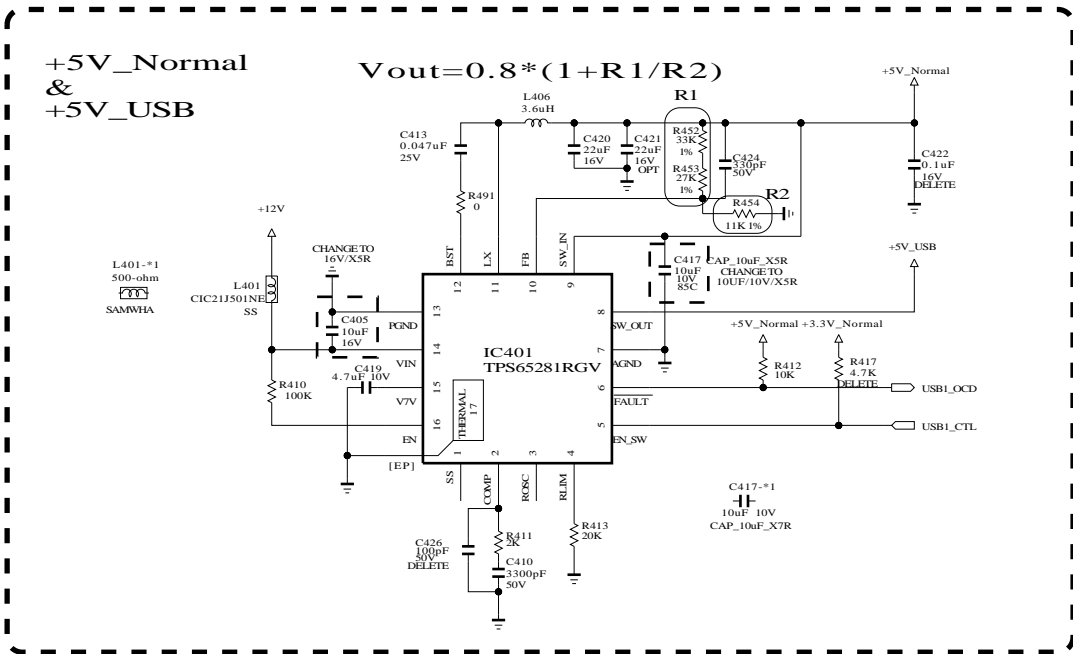 +5V_Normal
&
+5V_USB
Vout=0.8*(1+R1/R2)
+5V_Normal
L406
3.6uH
R1
C413
0.047uF
25V
C420
22uF
16V
C421
22uF
16V
OPT
R452
33K
1%
R453
27K
1%
C424
330pF
50V
C422
0.1uF
16V
DELETE
R491
0
R2
R454
11K 1%
+12V
L401-*1
500-ohm
SAMWHA
L401
CIC21J501NE
SS
CHANGE TO
16V/X5R
C405
10uF
16V
BST
LX
FB
SW_IN
12
11
10
9
C417
10uF
10V
85C
CAP_10uF_X5R
CHANGE TO
10UF/10V/X5R
+5V_USB
13
PGND
14
VIN
15
V7V
16
EN
C419
4.7uF 10V
R410
100K
IC401
TPS65281RGV
THERMAL
17
[EP]
8
SW_OUT
7
AGND
6
FAULT
5
EN_SW
+5V_Normal
+3.3V_Normal
R412
10K
R417
4.7K
DELETE
USB1_OCD
USB1_CTL
1
2
3
4
SS
COMP
ROSC
RLIM
C426
100pF
50V
DELETE
R411
2K
C410
3300pF
50V
R413
20K
C417-*1
10uF 10V
CAP_10uF_X7R